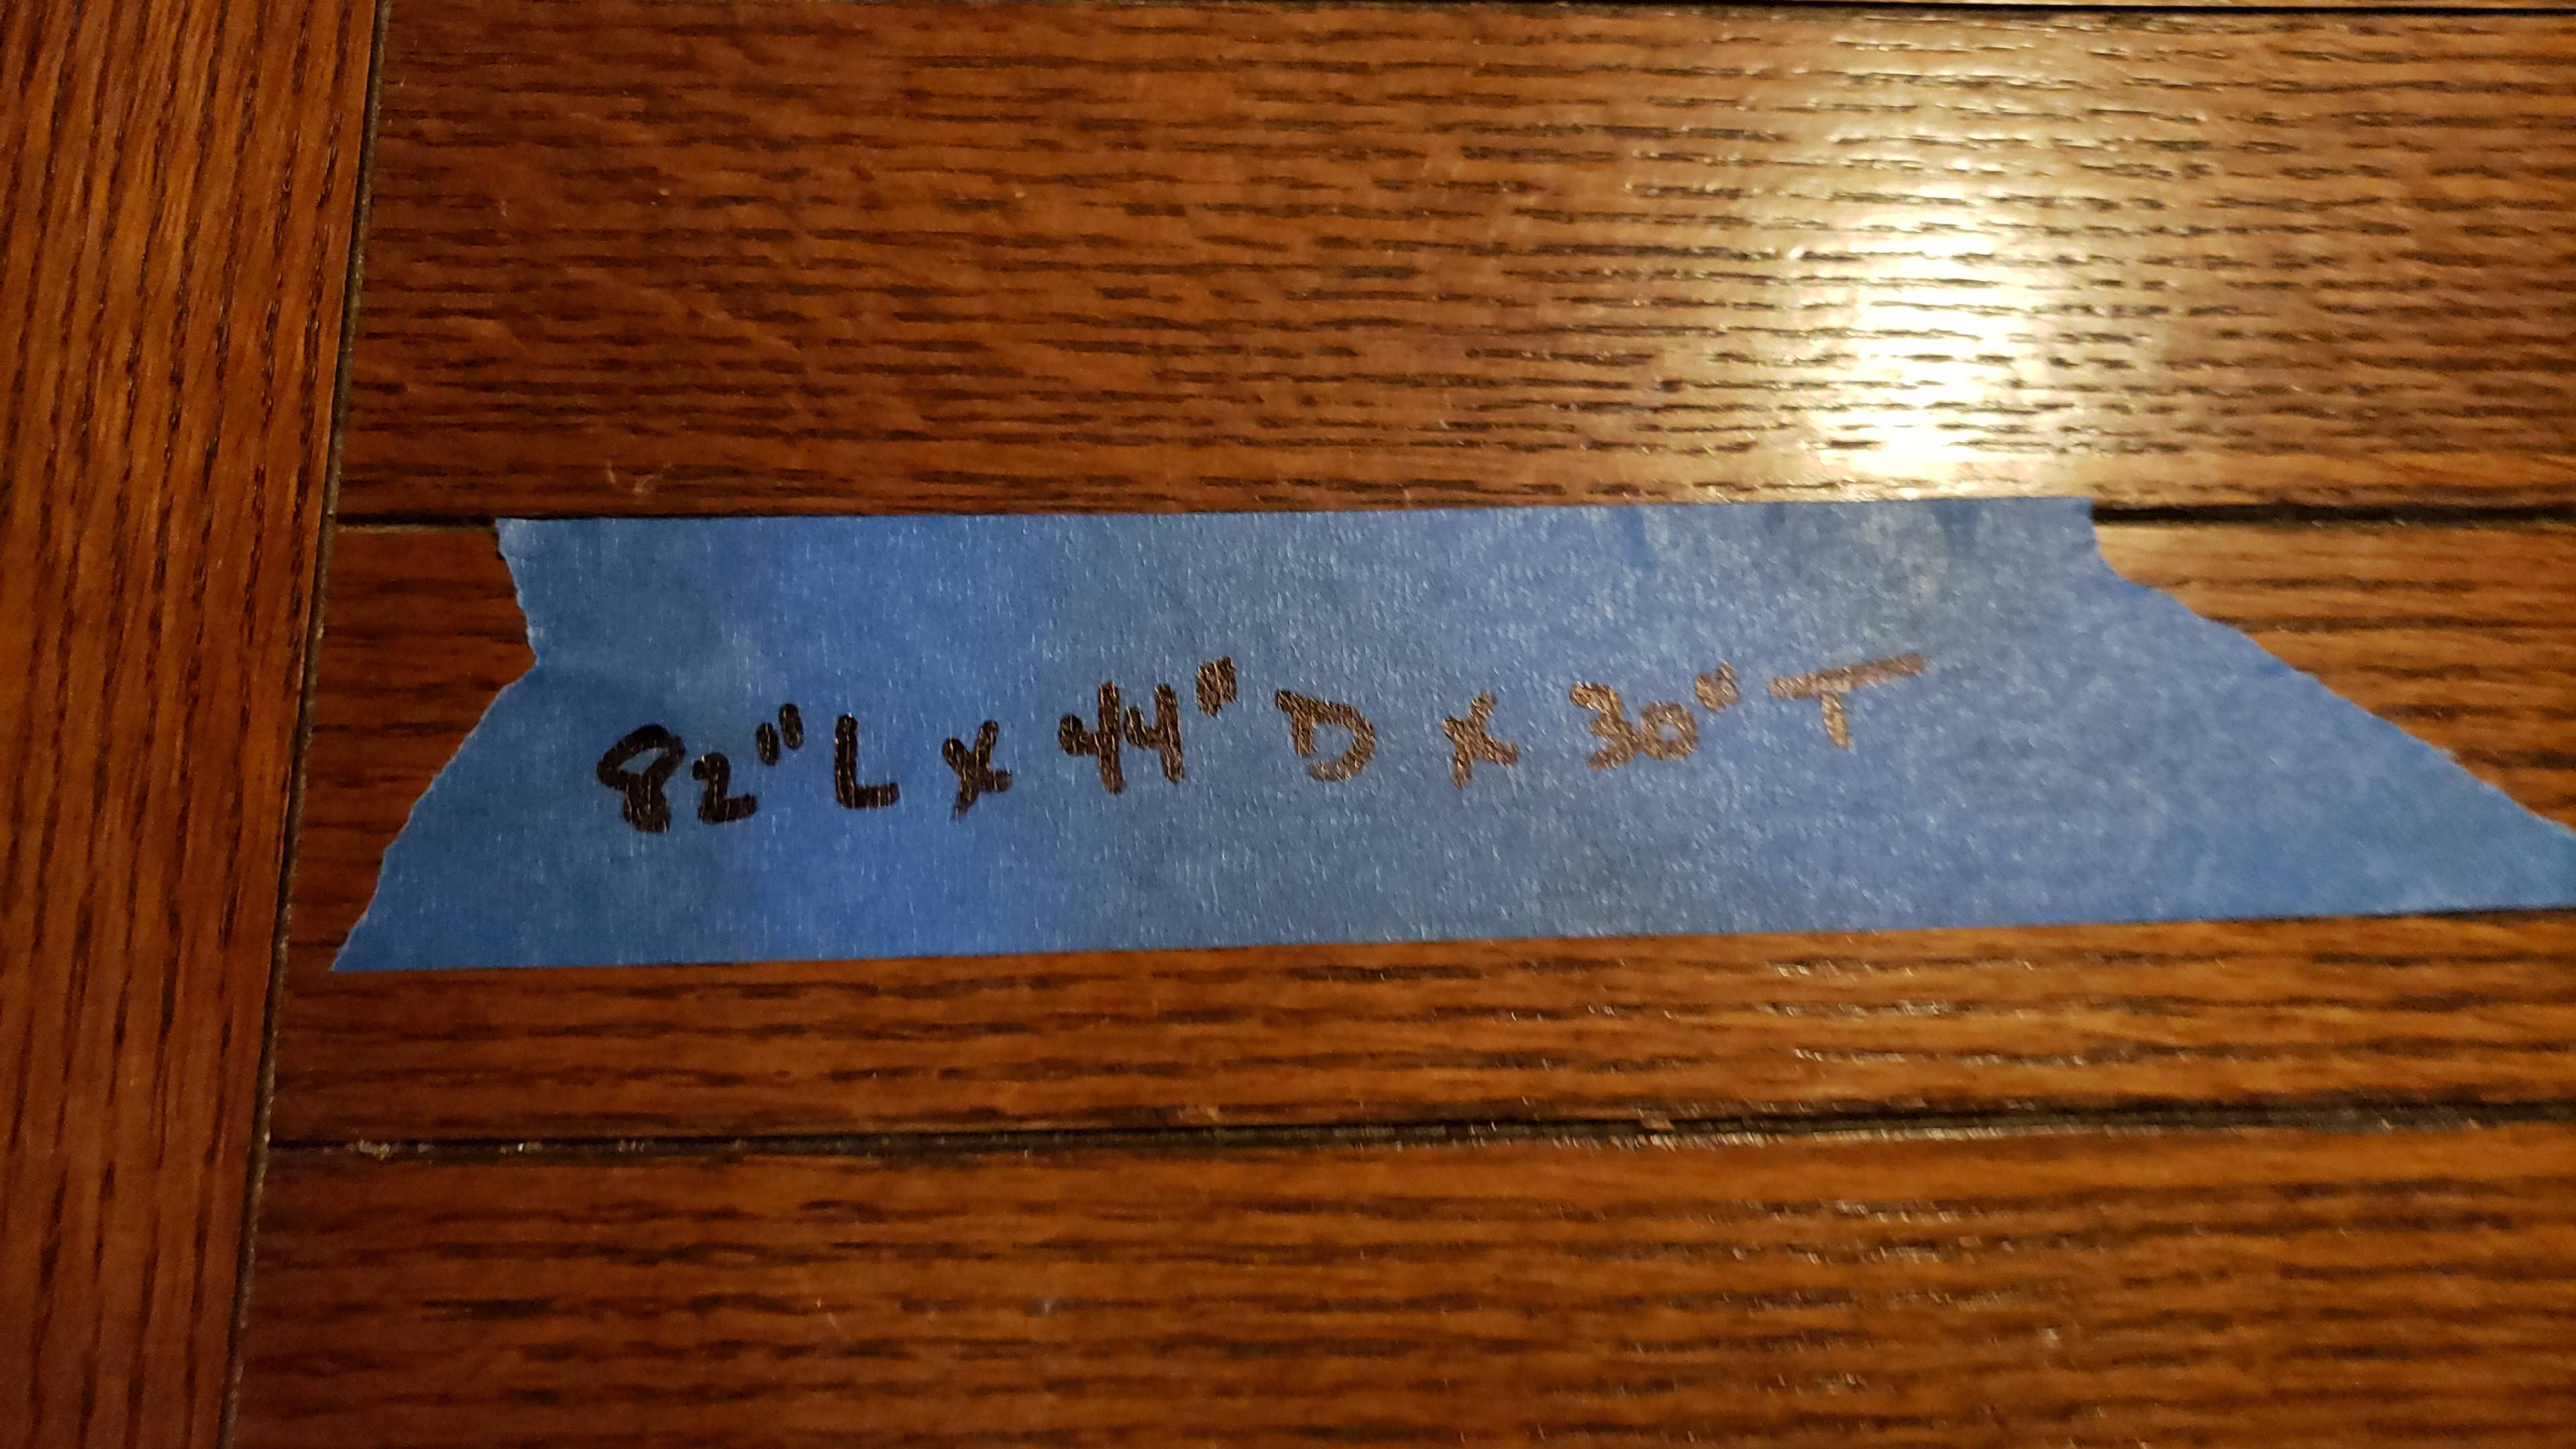 82" L x 44" D x 30" T